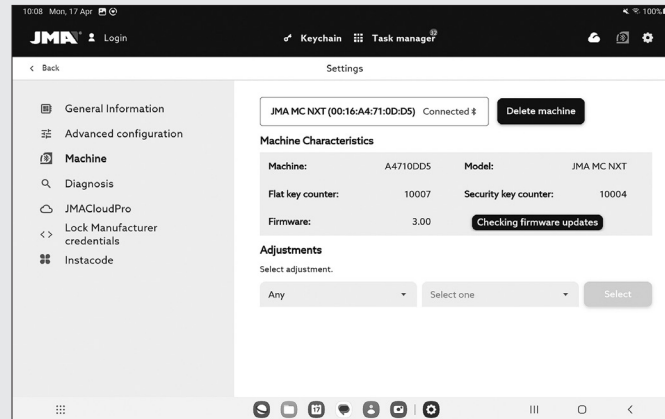 10:08 Mon, 17 Apr 100%
JMA Login Keychain Task manager 32
Back Settings
General Information
Advanced configuration
Machine
Diagnosis
JMACloudPro
Lock Manufacturer
credentials
Instacode
JMA MC NXT (00:16:A4:71:0D:D5) Connected Delete machine
Machine Characteristics
Machine: A4710DD5 Model: JMA MC NXT
Flat key counter: 10007 Security key counter: 10004
Firmware: 3.00 Checking firmware updates
Adjustments
Select adjustment.
Any Select one Select
17